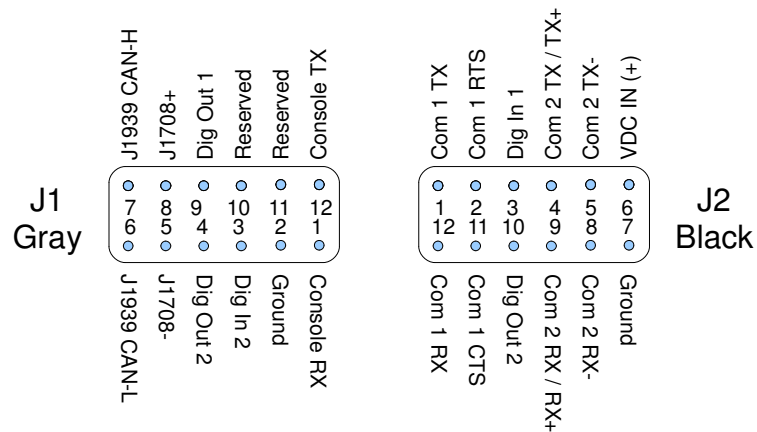 J1939 CAN-H
J1708+
Dig Out 1
Reserved
Reserved
Console TX
Com 1 TX
Com 1 RTS
Dig In 1
Com 2 TX / TX+
Com 2 TX-
VDC IN (+)
J1
Gray
7 8 9 10 11 12
6 5 4 3 2 1
1 2 3 4 5 6
12 11 10 9 8 7
J2
Black
J1939 CAN-L
J1708-
Dig Out 2
Dig In 2
Ground
Console RX
Com 1 RX
Com 1 CTS
Dig Out 2
Com 2 RX / RX+
Com 2 RX-
Ground